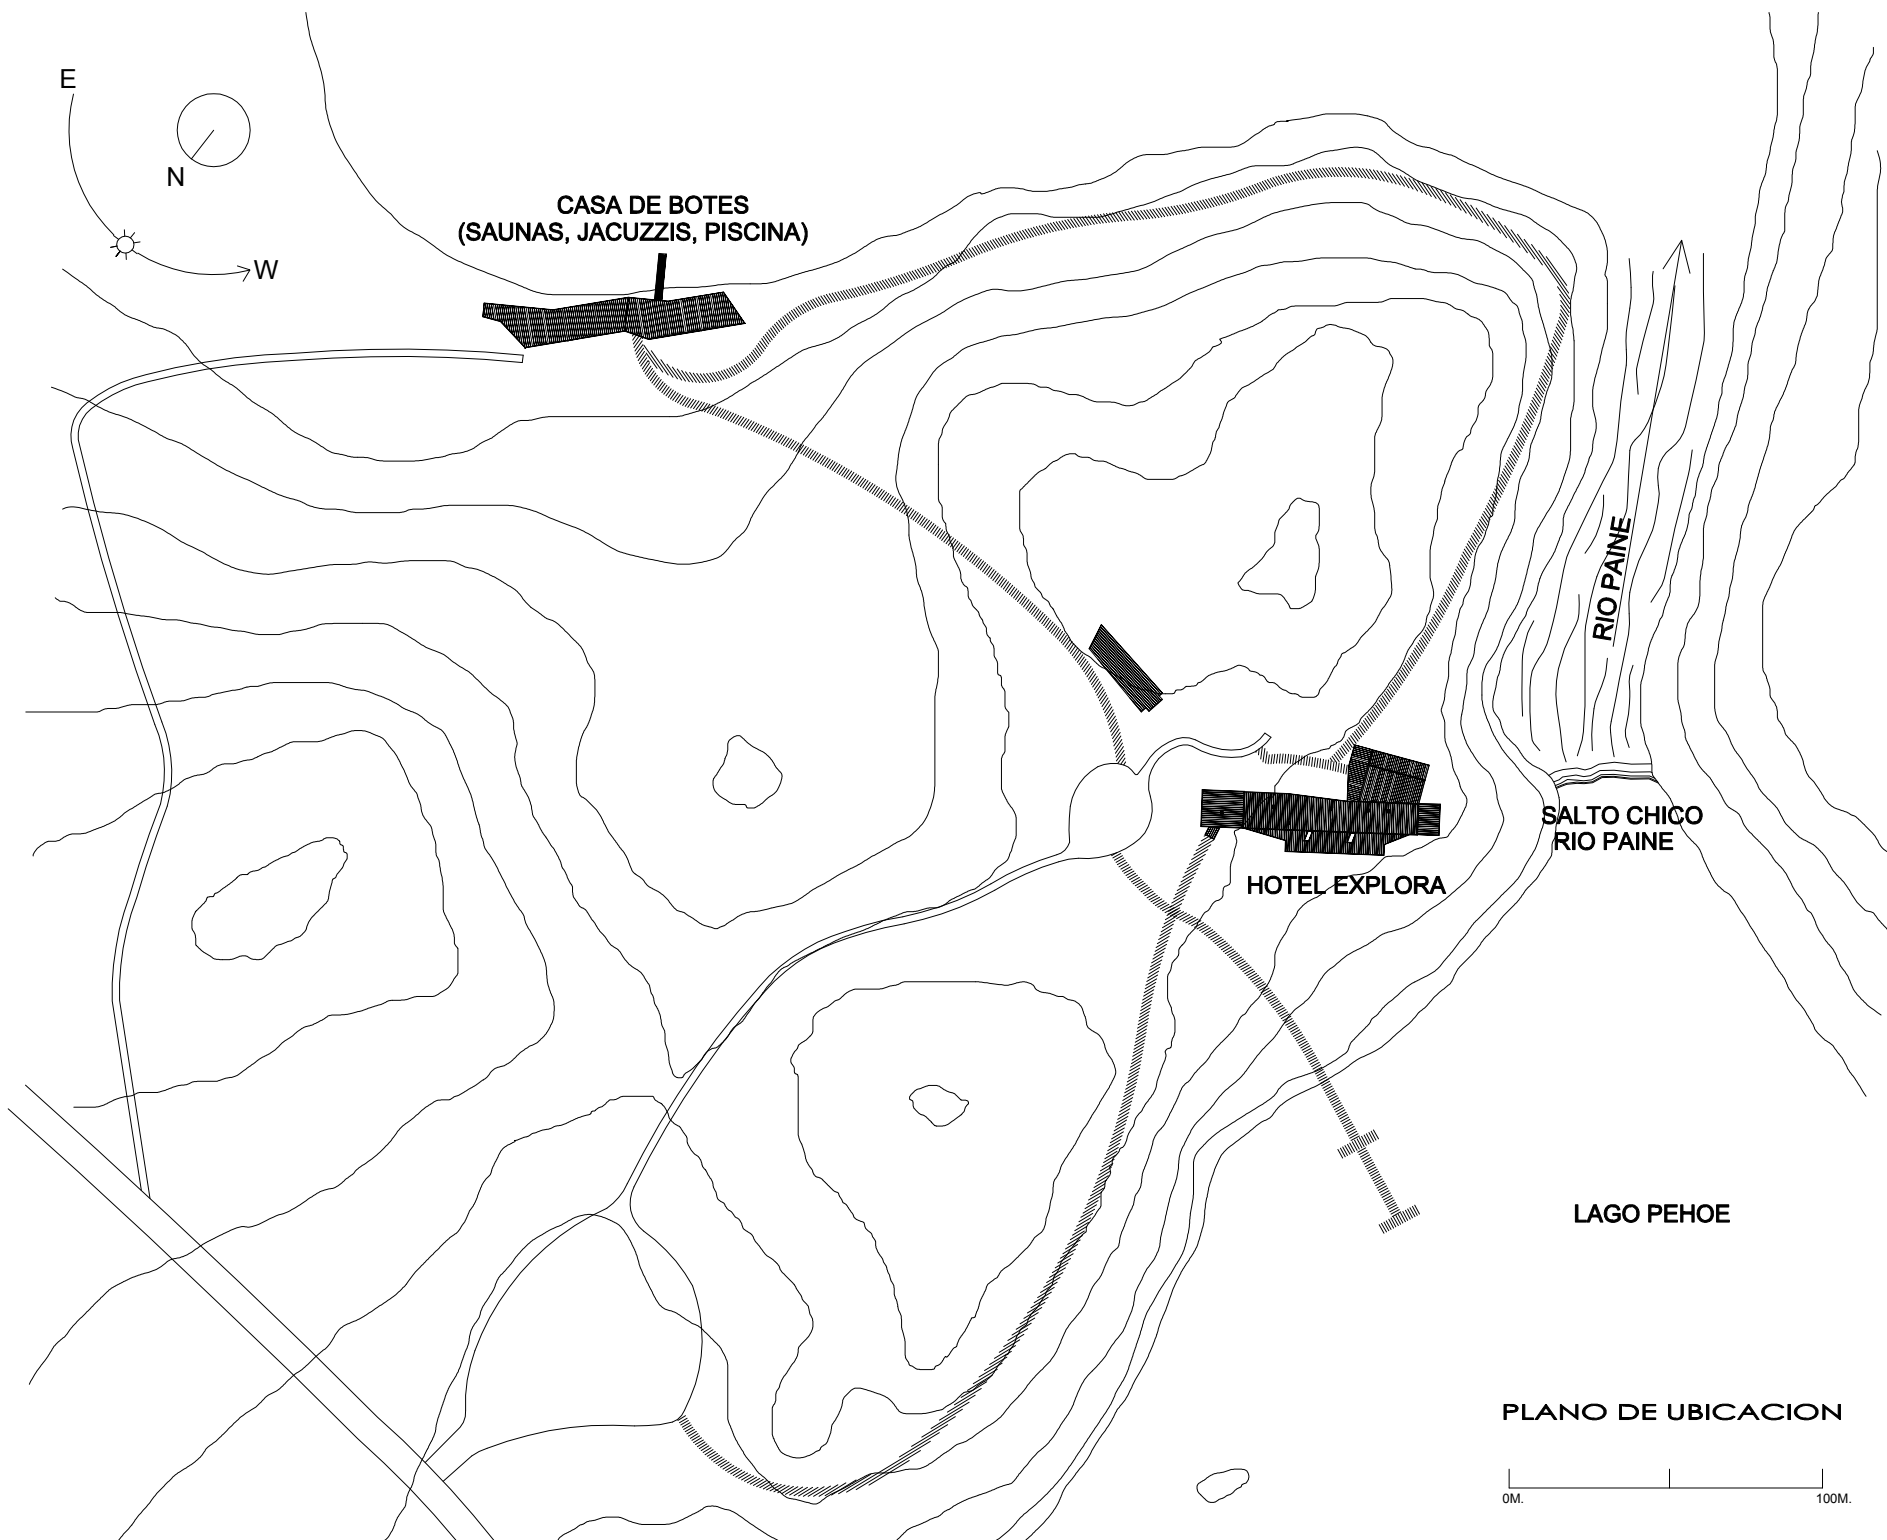 E
N
W
CASA DE BOTES
(SAUNAS, JACUZZIS, PISCINA)
RIO PAINE
SALTO CHICO
RIO PAINE
HOTEL EXPLORA
LAGO PEHOE
PLANO DE UBICACION
0M.
100M.